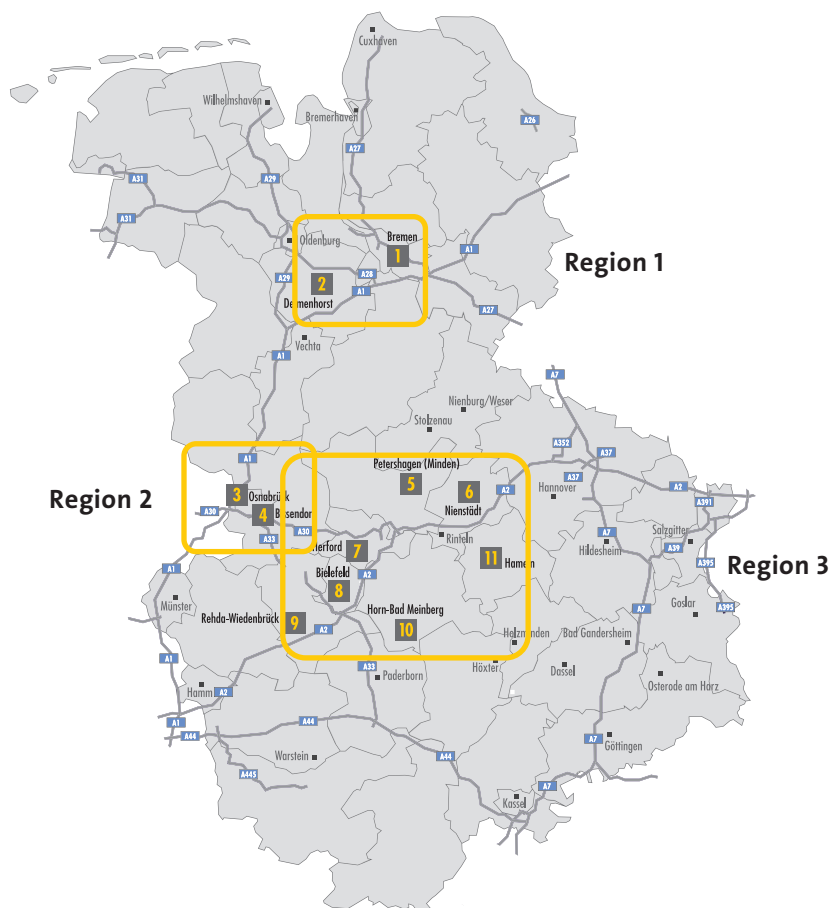 Cuxhaven
Wilhelmshaven
Bremerhaven
A26
A27
A31
A29
A31
Bremen
Oldenburg
1
A1
Region 1
A29
2
A28
A1
Delmenhorst
A27
Vechta
A1
A7
Nienburg/Weser
Stolzenau
A352
A1
A37
Petershagen (Minden)
Region 2
3
Osnabrück
5
6
A2
A37
A2
Hannover
A391
A30
4
Bissendorf
Nienstädt
A33
A30
Rinteln
A7
Salzgitter
Herford
7
11
Hildesheim
A39
Hameln
A395
Region 3
A1
Bielefeld
A2
8
Münster
Goslar
A395
Rehda-Wiedenbrück
9
A2
Horn-Bad Meinberg
10
A7
Holzminden
Bad Gandersheim
A1
A33
Paderborn
Höxter
Dassel
Osterode am Harz
Hamm
A2
A1
A44
A44
A7
Göttingen
Warstein
A44
A445
A7
Kassel